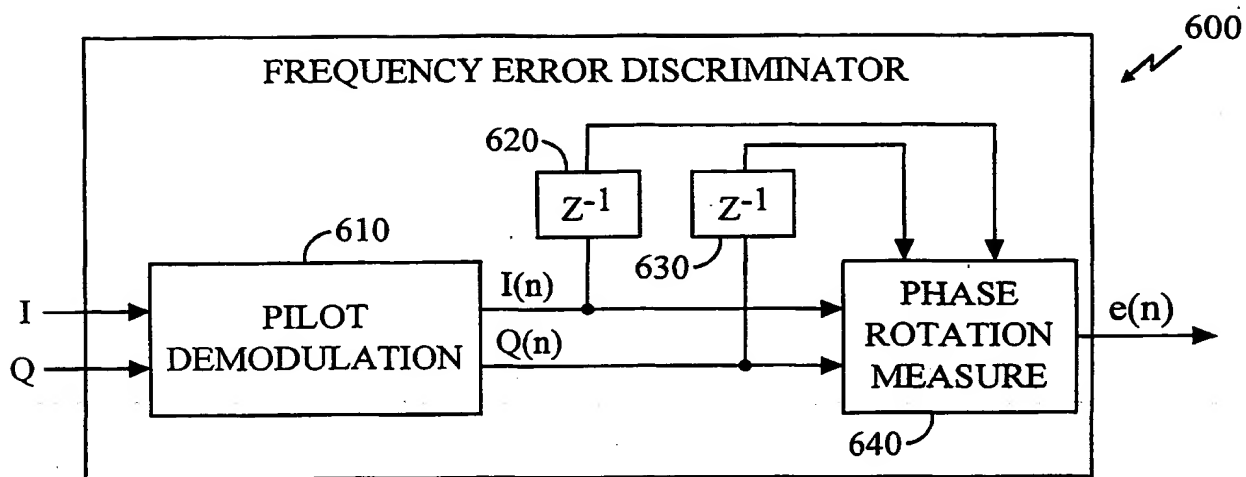 600
FREQUENCY ERROR DISCRIMINATOR
620
Z-1
Z-1
610
630
I
Q
PILOT
DEMODULATION
I(n)
Q(n)
PHASE
ROTATION
MEASURE
e(n)
640